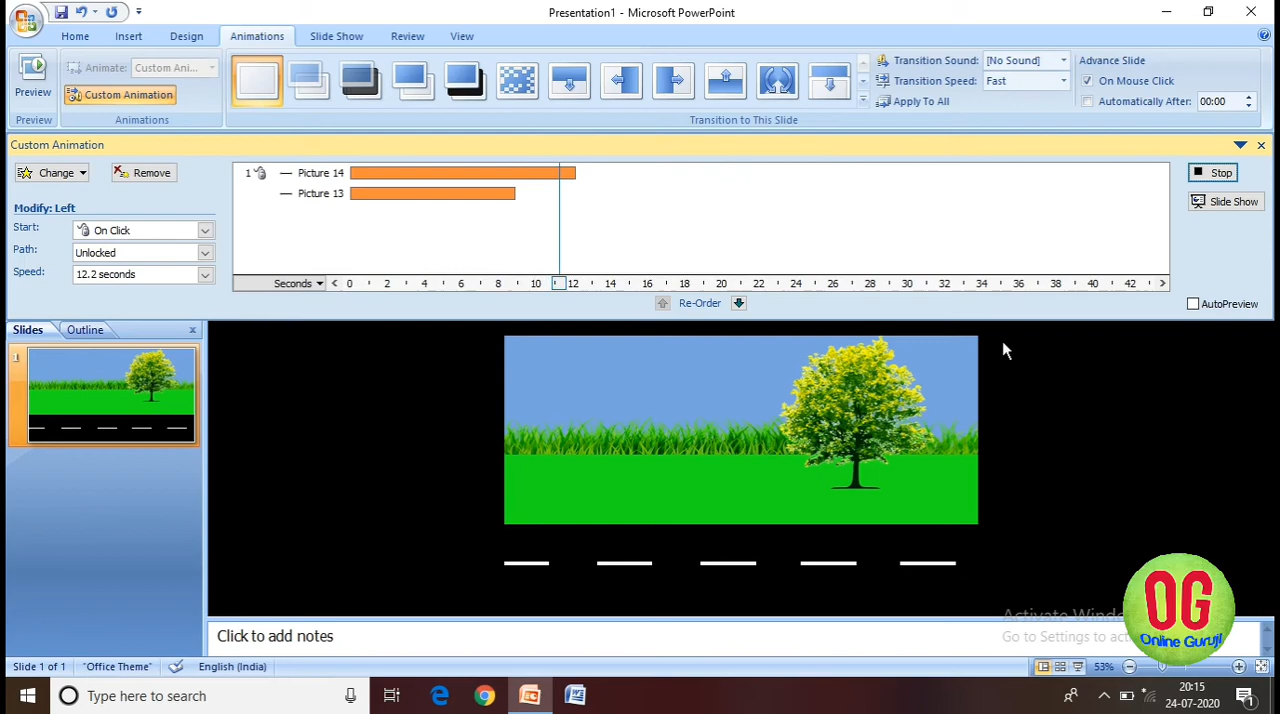 Presentation1 - Microsoft PowerPoint
Home Insert Design Animations Slide Show Review View
Preview
Animate: Custom Ani...
Custom Animation
Transition Sound: [No Sound]
Transition Speed: Fast
Apply To All
Advance Slide
On Mouse Click
Automatically After: 00:00
Preview Animations Transition to This Slide
Custom Animation
Change Remove
Modify: Left
Start: On Click
Path: Unlocked
Speed: 12.2 seconds
1 Picture 14
Picture 13
Seconds 0 2 4 6 8 10 12 14 16 18 20 22 24 26 28 30 32 34 36 38 40 42
Re-Order
Stop
Slide Show
AutoPreview
Slides Outline
1
Click to add notes
Activate Windo
Go to Settings to act
OG
Online Guruji
Slide 1 of 1 "Office Theme" English (India) 53%
Type here to search
20:15
24-07-2020
1